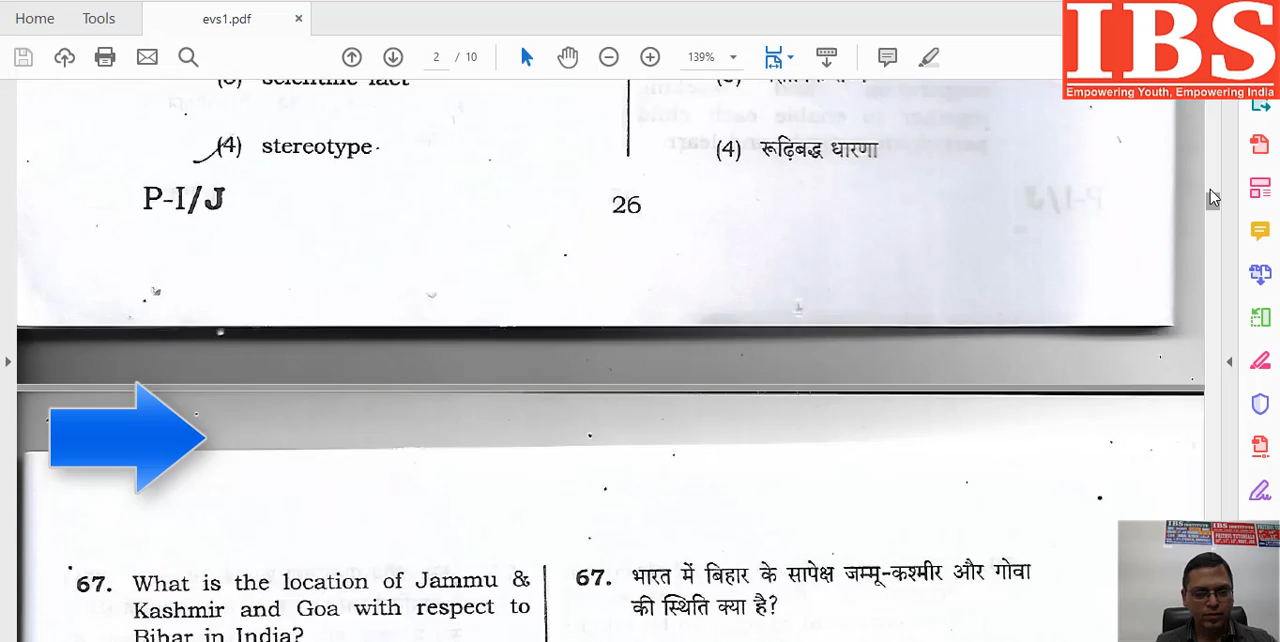 Home
Tools
evs1.pdf
2 / 10
139%
IBS
Empowering Youth, Empowering India
(4) stereotype
(4) रूढ़िबद्ध धारणा
P-I/J
26
67. What is the location of Jammu &
Kashmir and Goa with respect to
Bihar in India?
67. भारत में बिहार के सापेक्ष जम्मू-कश्मीर और गोवा
की स्थिति क्या है?